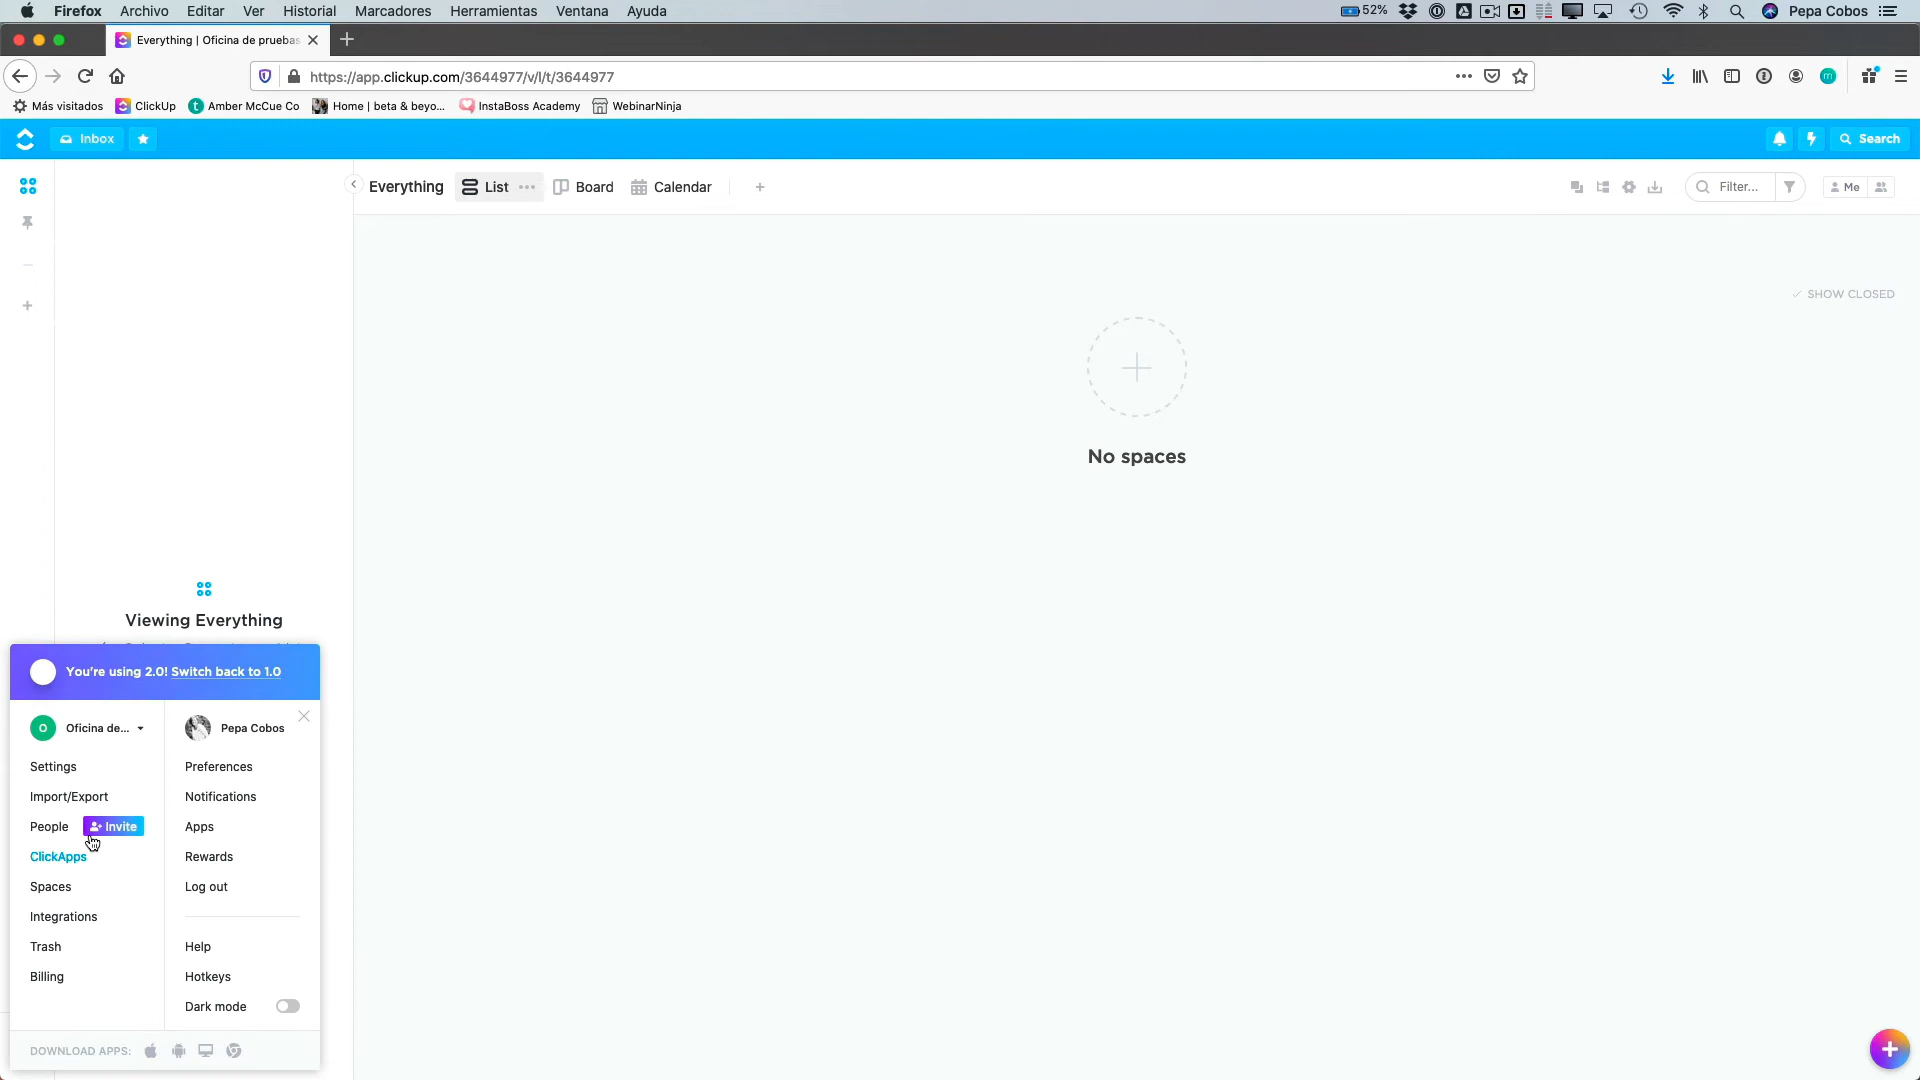 Firefox Archivo Editar Ver Historial Marcadores Herramientas Ventana Ayuda 52% Pepa Cobos
Everything | Oficina de pruebas
https://app.clickup.com/3644977/v/l/t/3644977
Más visitados ClickUp Amber McCue Co Home | beta & beyo... InstaBoss Academy WebinarNinja
Inbox Search
Everything List Board Calendar Filter... Me
SHOW CLOSED
No spaces
Viewing Everything
You're using 2.0! Switch back to 1.0
O Oficina de... Pepa Cobos
Settings Preferences
Import/Export Notifications
People Invite Apps
ClickApps Rewards
Spaces Log out
Integrations
Trash Help
Billing Hotkeys
Dark mode
DOWNLOAD APPS: